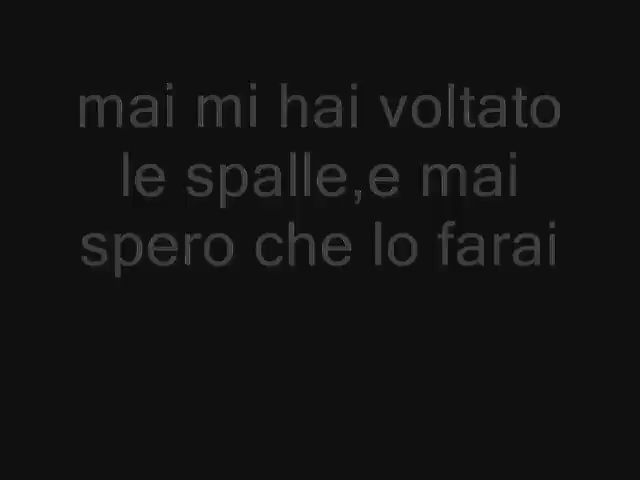 mai mi hai voltato
le spalle,e mai
spero che lo farai